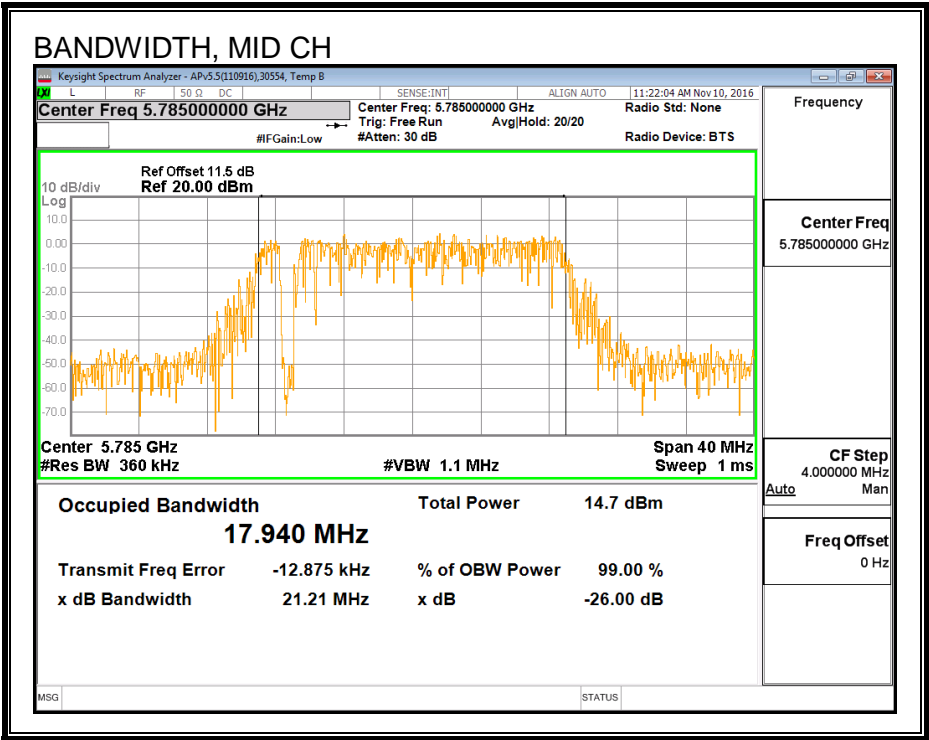 BANDWIDTH, MID CH
Keysight Spectrum Analyzer - APv5.5(110916),30554, Temp B
LXI L RF 50 Ω DC SENSE:INT ALIGN AUTO 11:22:04 AM Nov 10, 2016
Center Freq 5.785000000 GHz
Center Freq: 5.785000000 GHz
Radio Std: None
Trig: Free Run Avg|Hold: 20/20
#IFGain:Low
#Atten: 30 dB
Radio Device: BTS
Frequency
Ref Offset 11.5 dB
10 dB/div Ref 20.00 dBm
Log
10.0
0.00
-10.0
-20.0
-30.0
-40.0
-50.0
-60.0
-70.0
Center Freq
5.785000000 GHz
Center 5.785 GHz Span 40 MHz
#Res BW 360 kHz #VBW 1.1 MHz Sweep 1 ms
CF Step
4.000000 MHz
Auto Man
Occupied Bandwidth Total Power 14.7 dBm
17.940 MHz
Transmit Freq Error -12.875 kHz % of OBW Power 99.00 %
x dB Bandwidth 21.21 MHz x dB -26.00 dB
Freq Offset
0 Hz
MSG STATUS